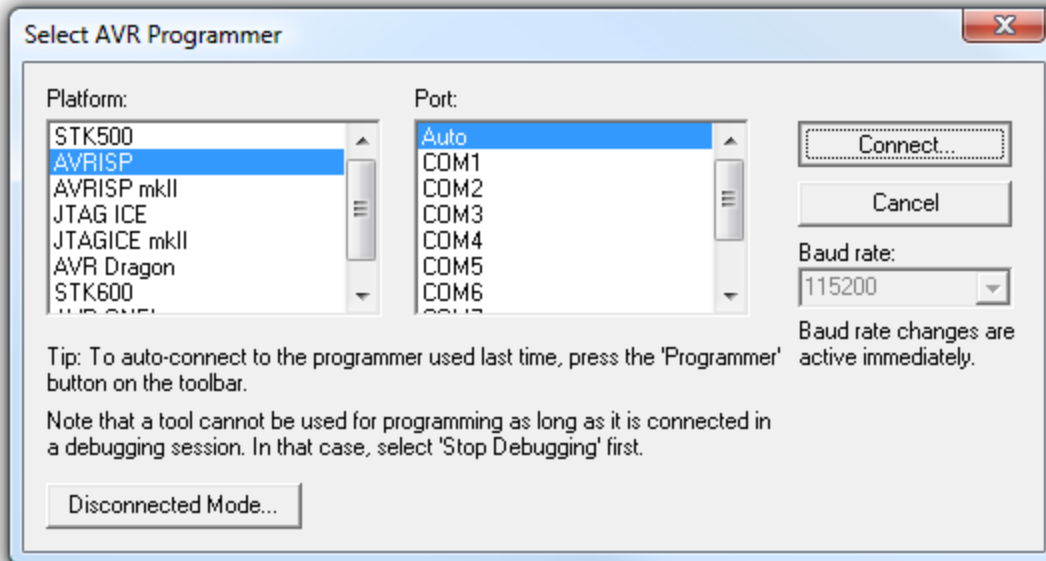 Select AVR Programmer
Platform:
STK500
AVRISP
AVRISP mkII
JTAG ICE
JTAGICE mkII
AVR Dragon
STK600
Port:
Auto
COM1
COM2
COM3
COM4
COM5
COM6
Connect...
Cancel
Baud rate:
115200
Baud rate changes are
active immediately.
Tip: To auto-connect to the programmer used last time, press the 'Programmer'
button on the toolbar.
Note that a tool cannot be used for programming as long as it is connected in
a debugging session. In that case, select 'Stop Debugging' first.
Disconnected Mode...